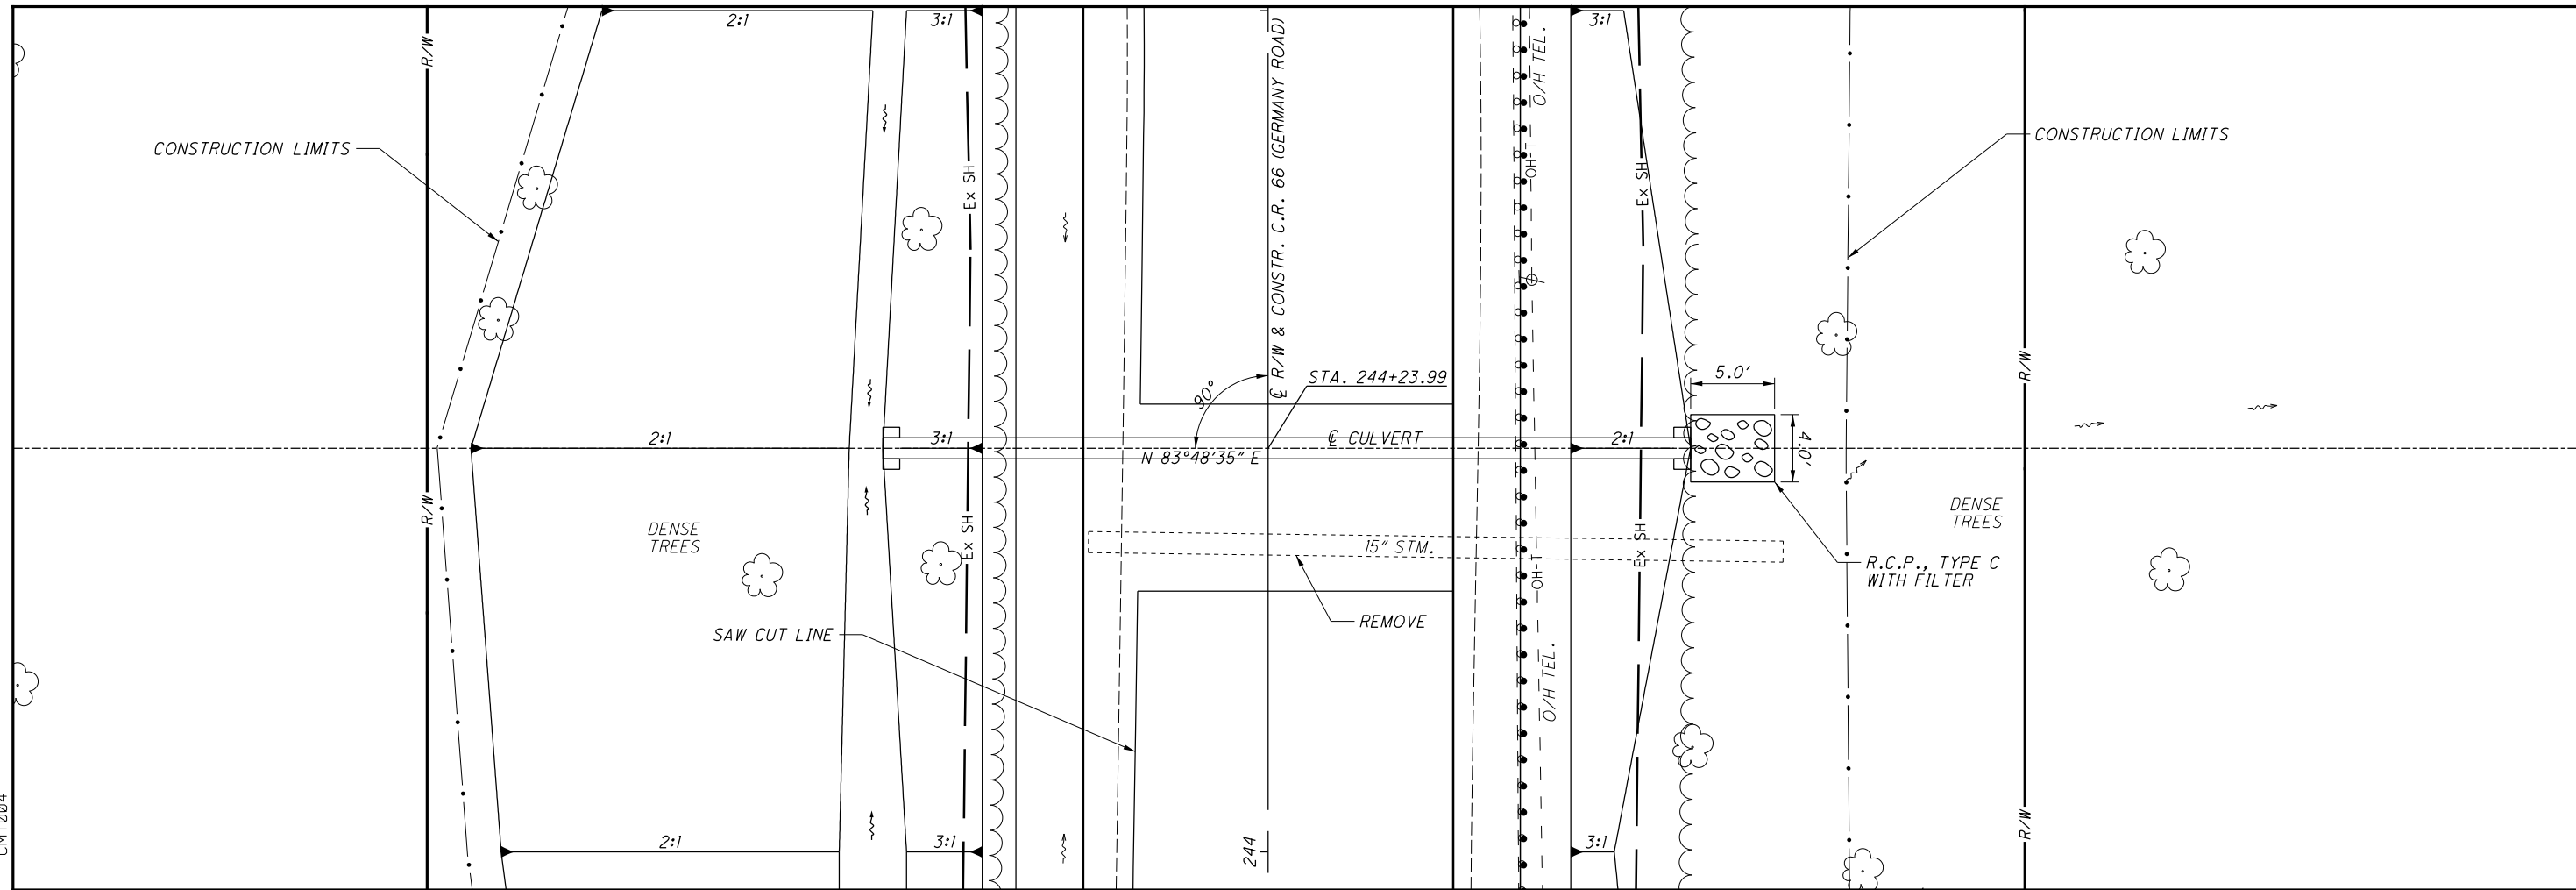 2:1
3:1
3:1
R/W
CONSTRUCTION LIMITS
Ex SH
℄ R/W & CONSTR. C.R. 66 (GERMANY ROAD)
O/H TEL.
OH-T
Ex SH
CONSTRUCTION LIMITS
R/W
90°
STA. 244+23.99
5.0'
4.0'
2:1
3:1
℄ CULVERT
2:1
N 83°48'35" E
R/W
DENSE
TREES
Ex SH
15" STM.
OH-T
Ex SH
DENSE
TREES
R.C.P., TYPE C
WITH FILTER
SAW CUT LINE
REMOVE
O/H TEL.
2:1
3:1
244
3:1
R/W